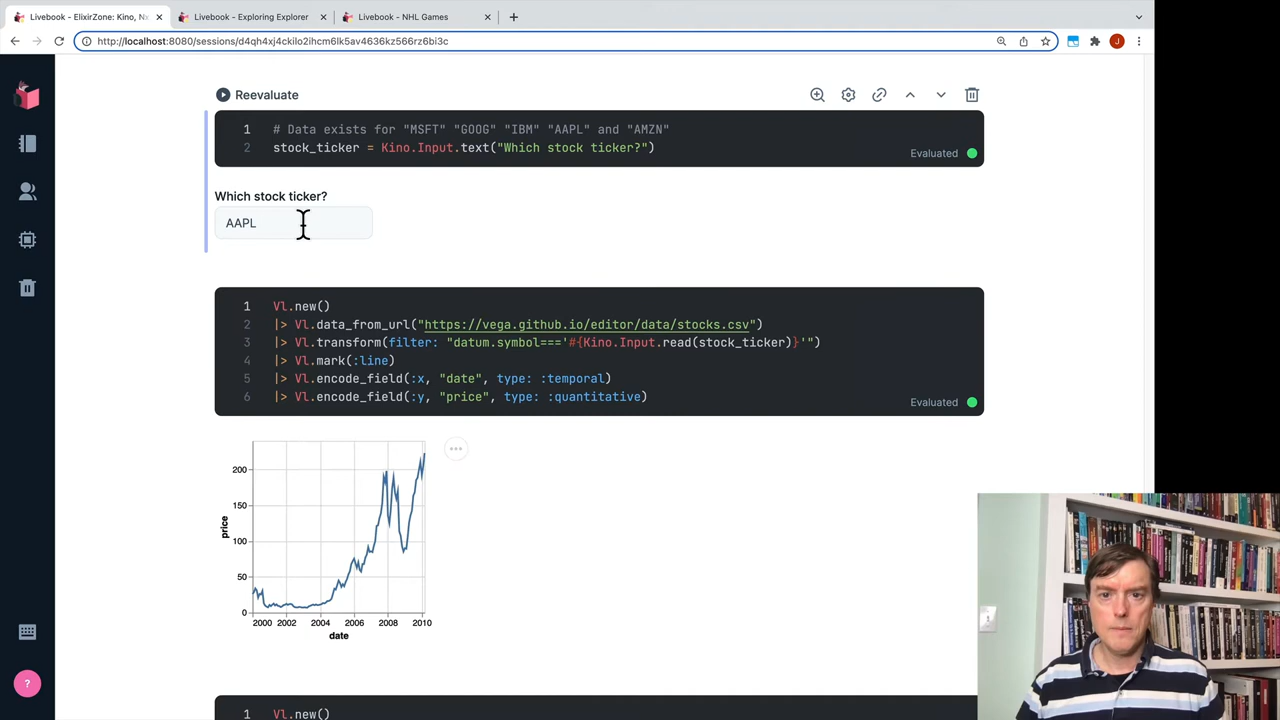 Livebook - ElixirZone: Kino, Nx
Livebook - Exploring Explorer
Livebook - NHL Games
http://localhost:8080/sessions/d4qh4xj4ckilo2ihcm6lk5av4636kz566rz6bi3c
J
Reevaluate
1 # Data exists for "MSFT" "GOOG" "IBM" "AAPL" and "AMZN"
2 stock_ticker = Kino.Input.text("Which stock ticker?")
Evaluated
Which stock ticker?
AAPL
1 Vl.new()
2 |> Vl.data_from_url("https://vega.github.io/editor/data/stocks.csv")
3 |> Vl.transform(filter: "datum.symbol==='#{Kino.Input.read(stock_ticker)}'")
4 |> Vl.mark(:line)
5 |> Vl.encode_field(:x, "date", type: :temporal)
6 |> Vl.encode_field(:y, "price", type: :quantitative)
Evaluated
200
150
100
50
0
price
2000 2002 2004 2006 2008 2010
date
1 Vl.new()
?